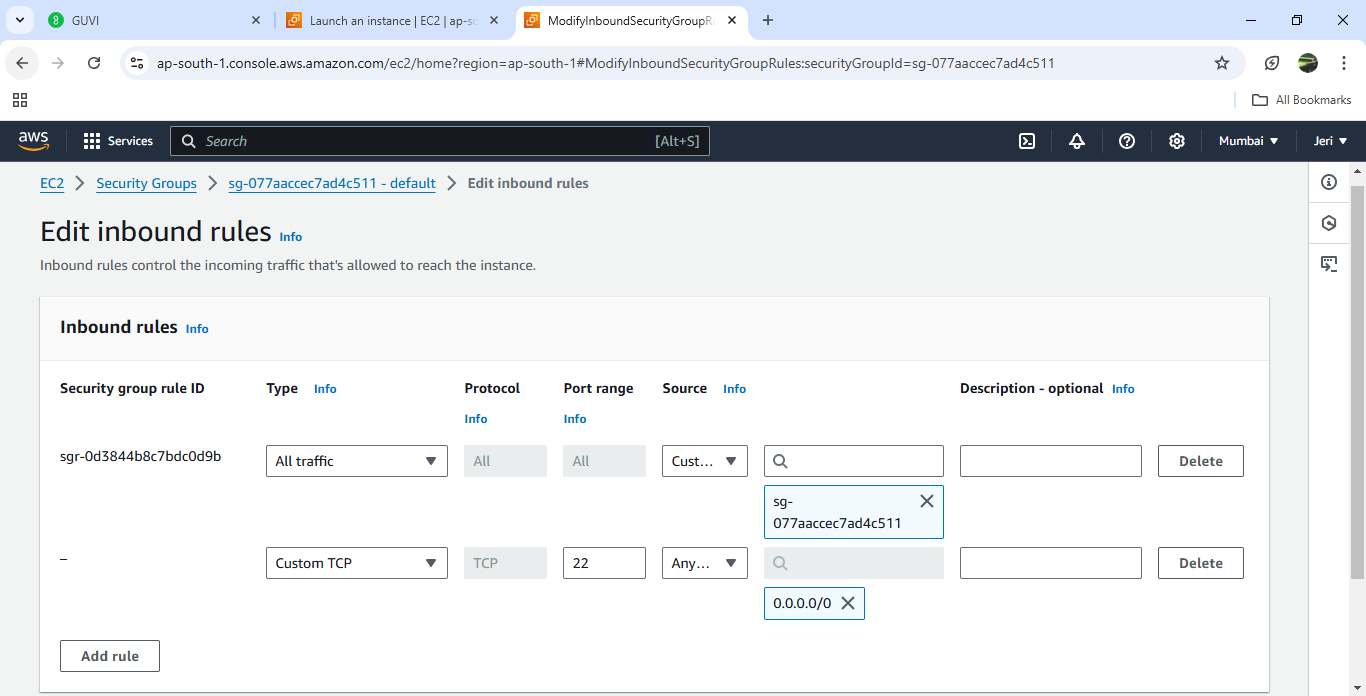 GUVI
Launch an instance | EC2 | ap-so
ModifyInboundSecurityGroupRu
ap-south-1.console.aws.amazon.com/ec2/home?region=ap-south-1#ModifyInboundSecurityGroupRules:securityGroupId=sg-077aaccec7ad4c511
All Bookmarks
aws
Services
Search
[Alt+S]
Mumbai
Jeri
EC2
Security Groups
sg-077aaccec7ad4c511 - default
Edit inbound rules
Edit inbound rules Info
Inbound rules control the incoming traffic that's allowed to reach the instance.
Inbound rules Info
Security group rule ID
Type Info
Protocol
Info
Port range
Info
Source Info
Description - optional Info
sgr-0d3844b8c7bdc0d9b
All traffic
All
All
Cust...
Delete
sg-
077aaccec7ad4c511
–
Custom TCP
TCP
22
Any...
Delete
0.0.0.0/0
Add rule